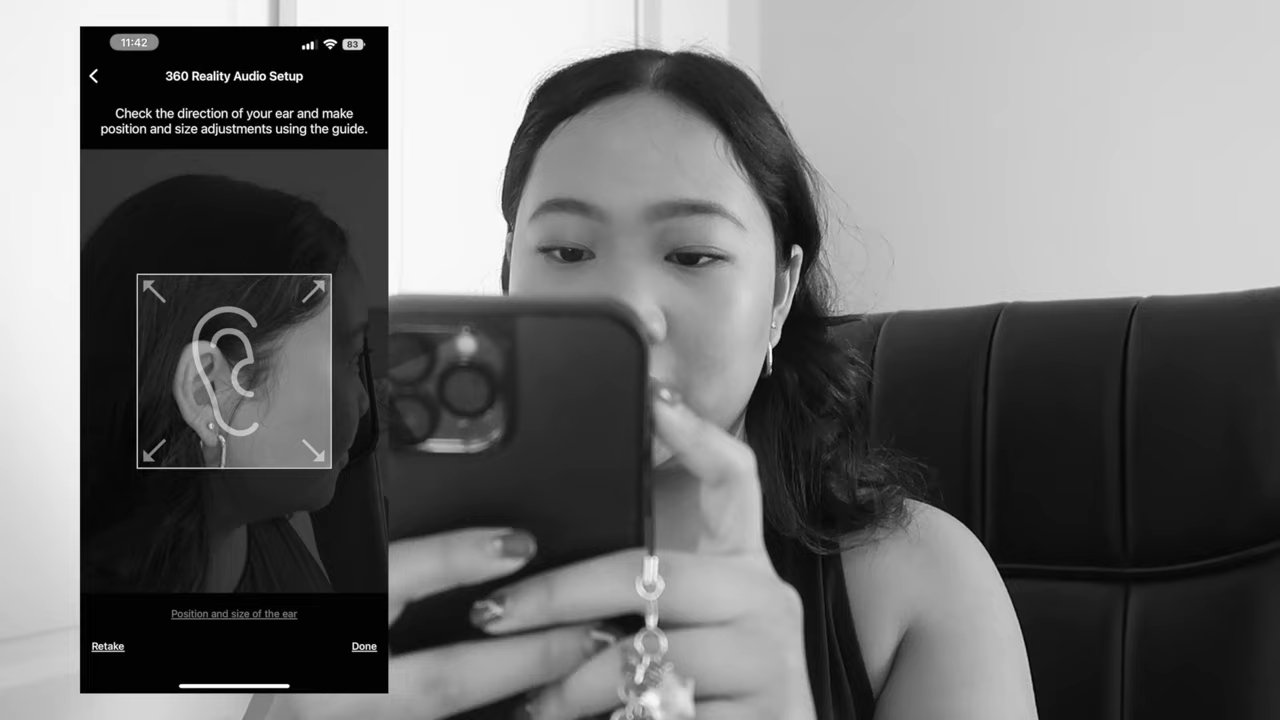 11:42
83
360 Reality Audio Setup
Check the direction of your ear and make
position and size adjustments using the guide.
Position and size of the ear
Retake
Done